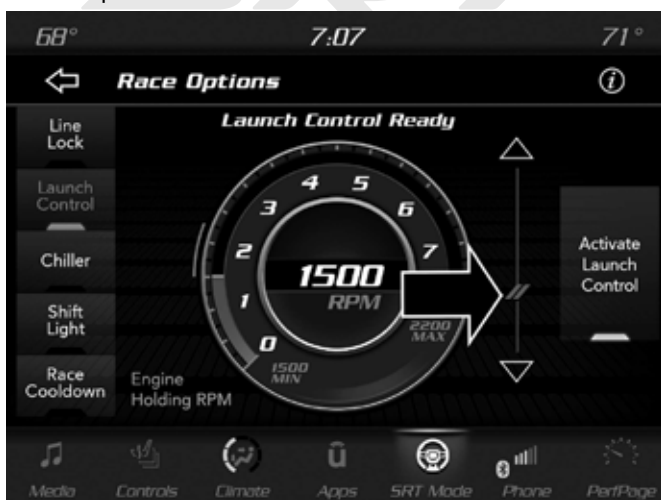 68°
7:07
71°
Race Options
i
Line
Lock
Launch
Control
Chiller
Shift
Light
Race
Cooldown
Launch Control Ready
0
1
2
3
4
5
6
7
1500
RPM
1500
MIN
2200
MAX
Engine
Holding RPM
Activate
Launch
Control
Media
Controls
Climate
Apps
SRT Mode
Phone
PerfPage